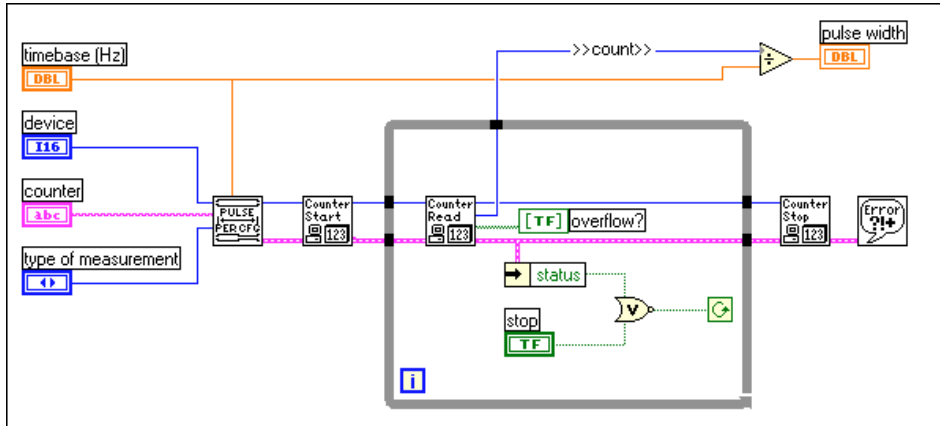 timebase (Hz)
DBL
>>count>>
÷
pulse width
DBL
device
I16
counter
abc
type of measurement
PULSE
PER CFG
Counter
Start
123
Counter
Read
123
[TF] overflow?
status
V
stop
TF
i
Counter
Stop
123
Error
?!+